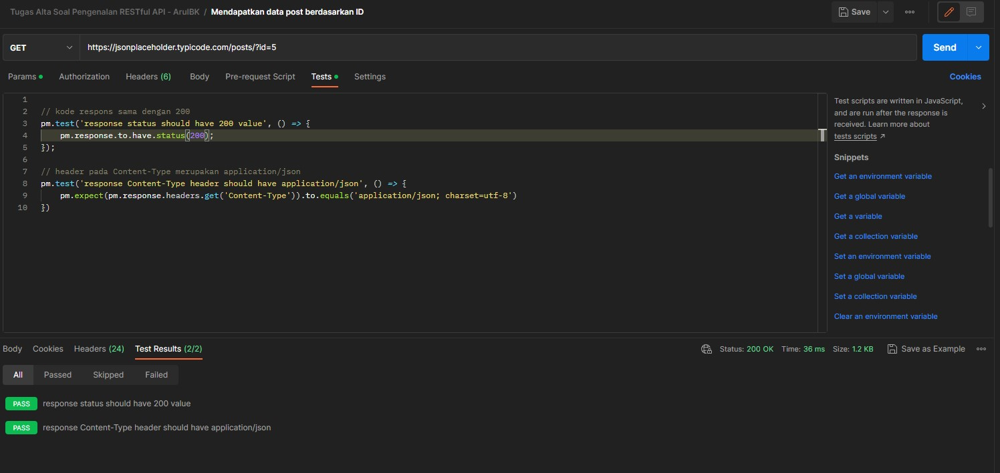 Tugas Alta Soal Pengenalan RESTful API - ArulBK / Mendapatkan data post berdasarkan ID
Save
GET
https://jsonplaceholder.typicode.com/posts/?id=5
Send
Params
Authorization
Headers (6)
Body
Pre-request Script
Tests
Settings
Cookies
1
2 // kode respons sama dengan 200
3 pm.test('response status should have 200 value', () => {
4 pm.response.to.have.status(200);
5 });
6
7 // header pada Content-Type merupakan application/json
8 pm.test('response Content-Type header should have application/json', () => {
9 pm.expect(pm.response.headers.get('Content-Type')).to.equals('application/json; charset=utf-8')
10 })
Test scripts are written in JavaScript,
and are run after the response is
received. Learn more about
tests scripts ↗
Snippets
Get an environment variable
Get a global variable
Get a variable
Get a collection variable
Set an environment variable
Set a global variable
Set a collection variable
Clear an environment variable
Body
Cookies
Headers (24)
Test Results (2/2)
Status: 200 OK
Time: 36 ms
Size: 1.2 KB
Save as Example
All
Passed
Skipped
Failed
PASS response status should have 200 value
PASS response Content-Type header should have application/json